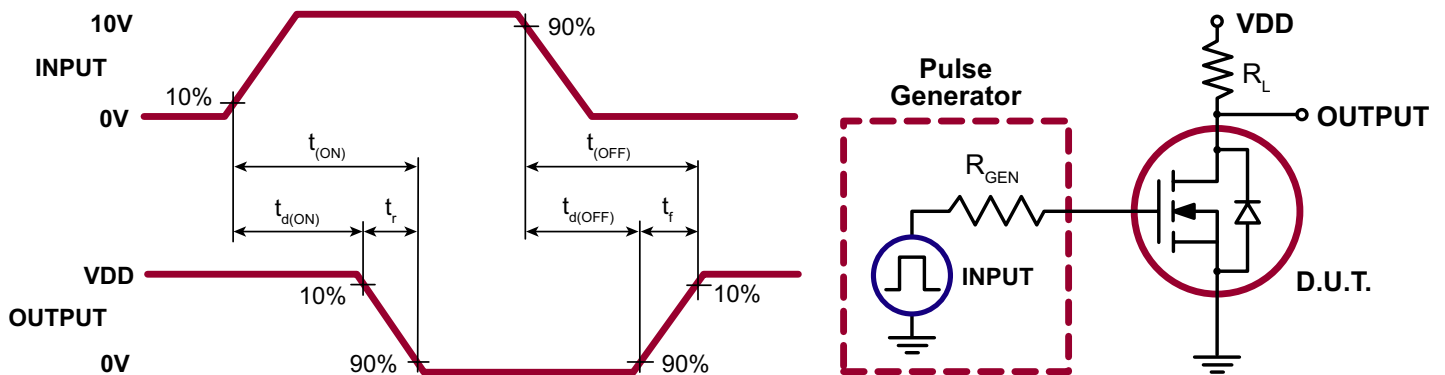 10V
INPUT
0V
10%
90%
t(ON)
t(OFF)
td(ON)
tr
td(OFF)
tf
VDD
OUTPUT
0V
10%
90%
90%
10%
Pulse
Generator
RGEN
INPUT
VDD
RL
OUTPUT
D.U.T.